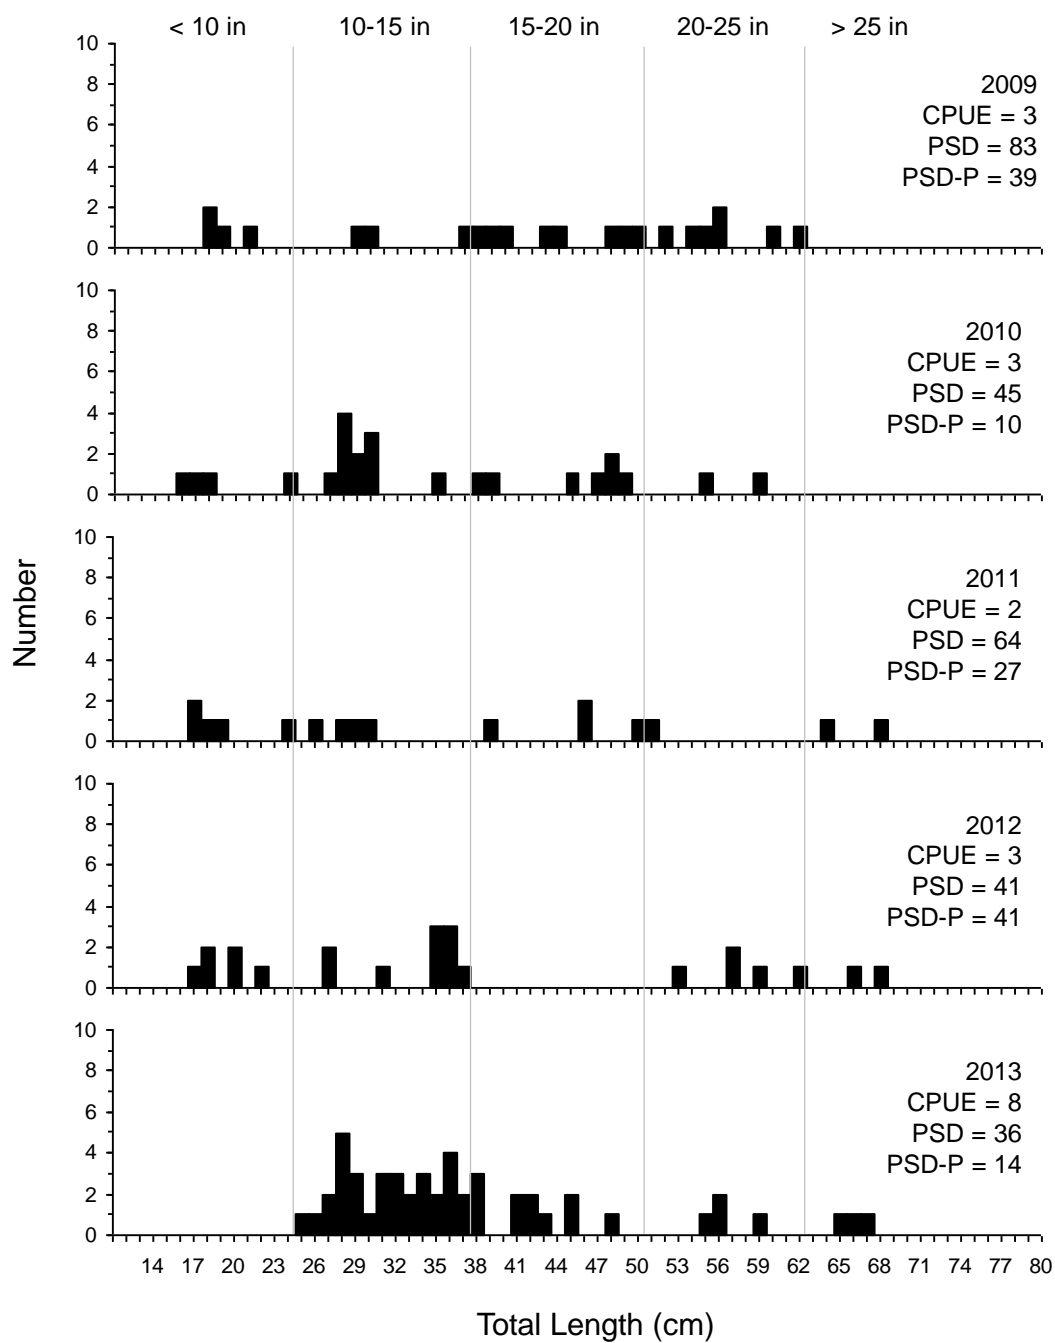 < 10 in 10-15 in 15-20 in 20-25 in > 25 in
10
8
6
4
2
0
2009
CPUE = 3
PSD = 83
PSD-P = 39
10
8
6
4
2
0
2010
CPUE = 3
PSD = 45
PSD-P = 10
Number
10
8
6
4
2
0
2011
CPUE = 2
PSD = 64
PSD-P = 27
10
8
6
4
2
0
2012
CPUE = 3
PSD = 41
PSD-P = 41
10
8
6
4
2
0
2013
CPUE = 8
PSD = 36
PSD-P = 14
14 17 20 23 26 29 32 35 38 41 44 47 50 53 56 59 62 65 68 71 74 77 80
Total Length (cm)